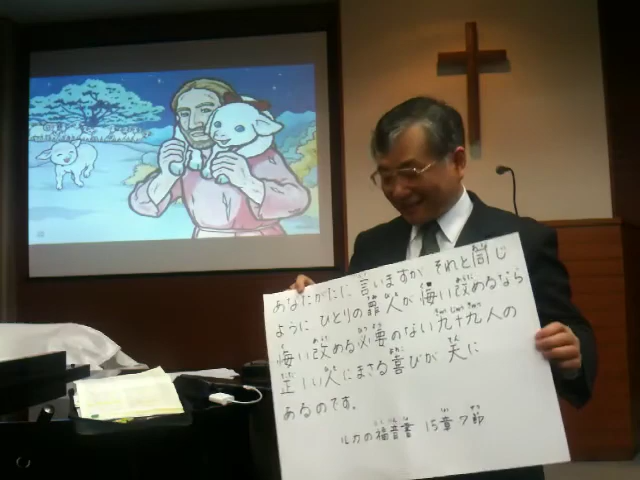 あなたがたに 言いますが それと同じ
ように ひとりの罪人が 悔い改めるなら
悔い改める必要のない九十九人の
正しい人にまさる喜びが 天に
あるのです。
ルカの福音書 15章7節